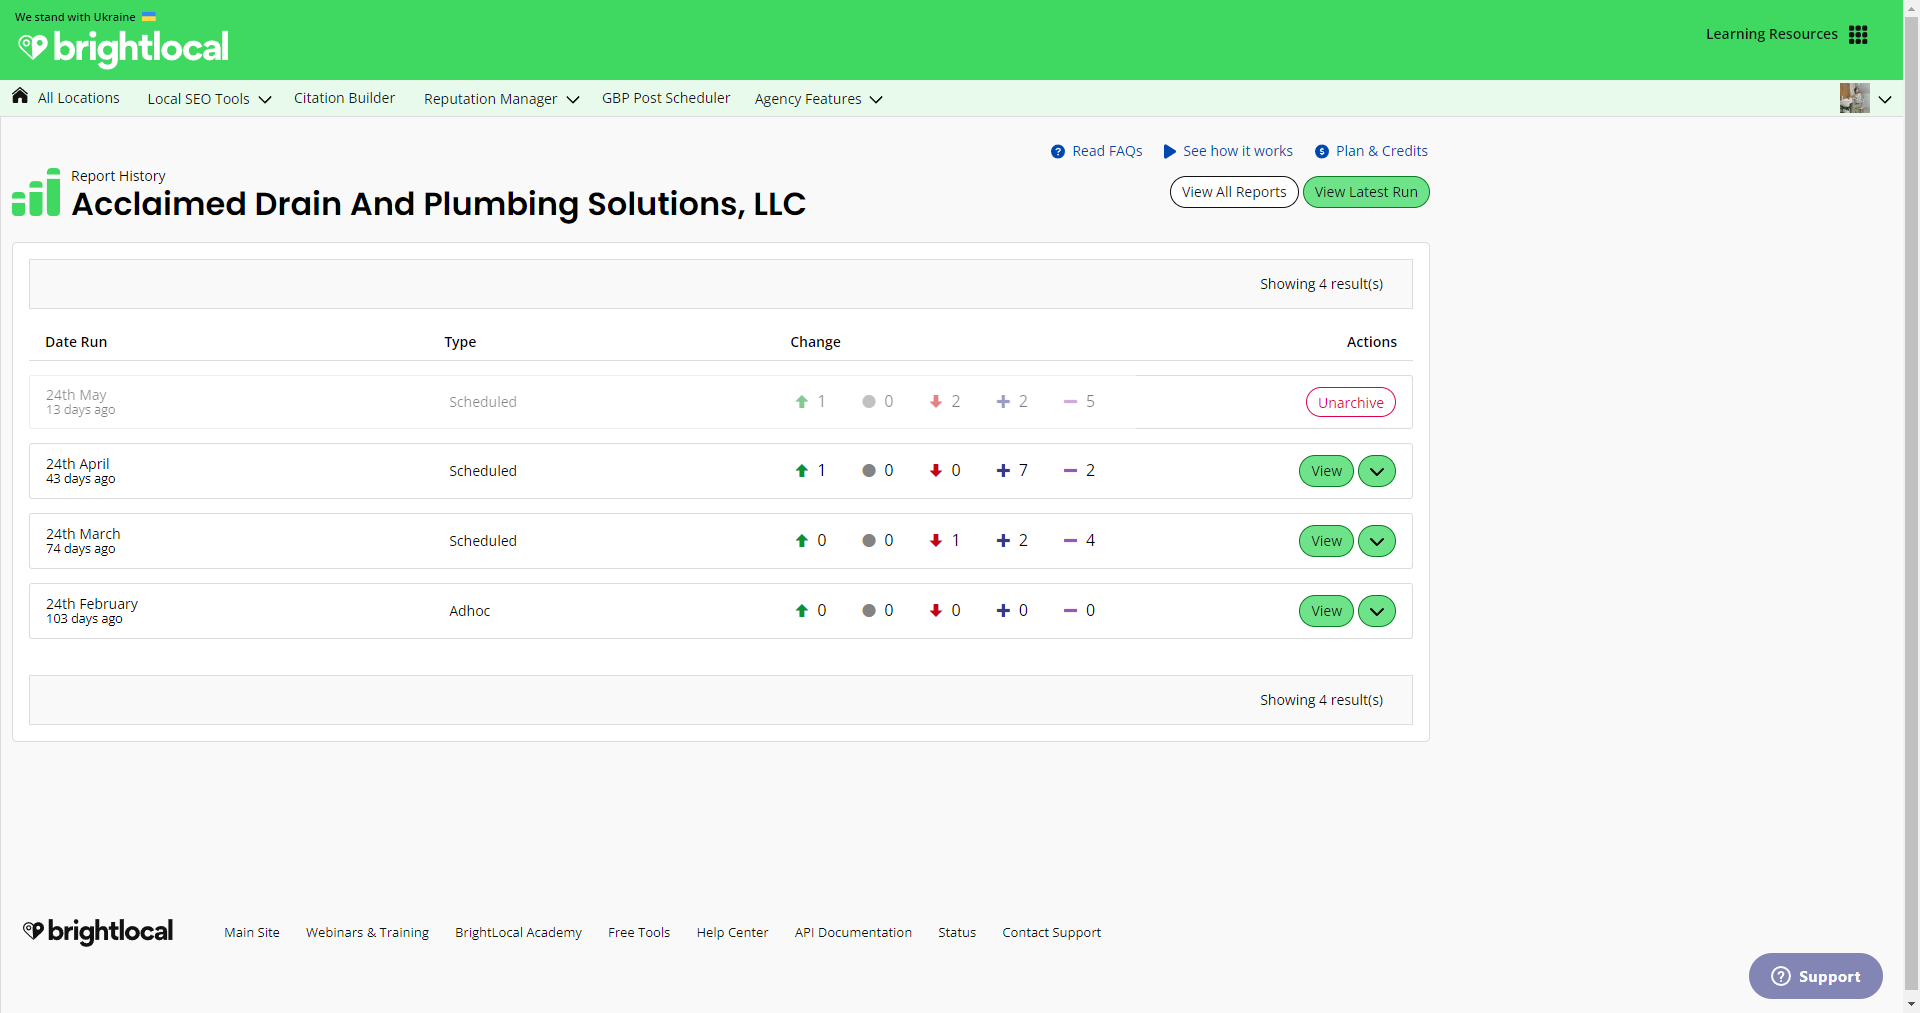 We stand with Ukraine
brightlocal
Learning Resources
All Locations
Local SEO Tools
Citation Builder
Reputation Manager
GBP Post Scheduler
Agency Features
Read FAQs
See how it works
Plan & Credits
Report History
Acclaimed Drain And Plumbing Solutions, LLC
View All Reports
View Latest Run
Showing 4 result(s)
Date Run Type Change Actions
24th May
13 days ago
Scheduled 1 0 2 2 5 Unarchive
24th April
43 days ago
Scheduled 1 0 0 7 2 View
24th March
74 days ago
Scheduled 0 0 1 2 4 View
24th February
103 days ago
Adhoc 0 0 0 0 0 View
Showing 4 result(s)
brightlocal
Main Site
Webinars & Training
BrightLocal Academy
Free Tools
Help Center
API Documentation
Status
Contact Support
Support